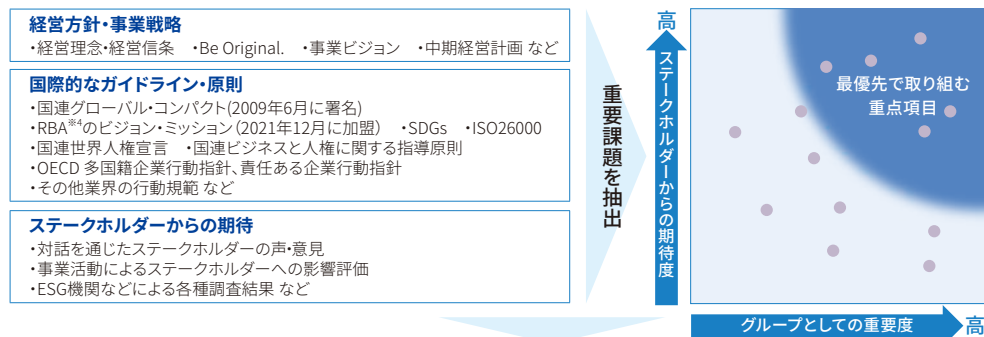 経営方針・事業戦略
・経営理念・経営信条　・Be Original.　・事業ビジョン　・中期経営計画 など
国際的なガイドライン・原則
・国連グローバル・コンパクト(2009年6月に署名)
・RBA※4のビジョン・ミッション（2021年12月に加盟）　・SDGs　・ISO26000
・国連世界人権宣言　・国連ビジネスと人権に関する指導原則
・OECD 多国籍企業行動指針、責任ある企業行動指針
・その他業界の行動規範 など
ステークホルダーからの期待
・対話を通じたステークホルダーの声・意見
・事業活動によるステークホルダーへの影響評価
・ESG機関などによる各種調査結果 など
重要課題を抽出
高
ステークホルダーからの期待度
最優先で取り組む
重点項目
グループとしての重要度
高